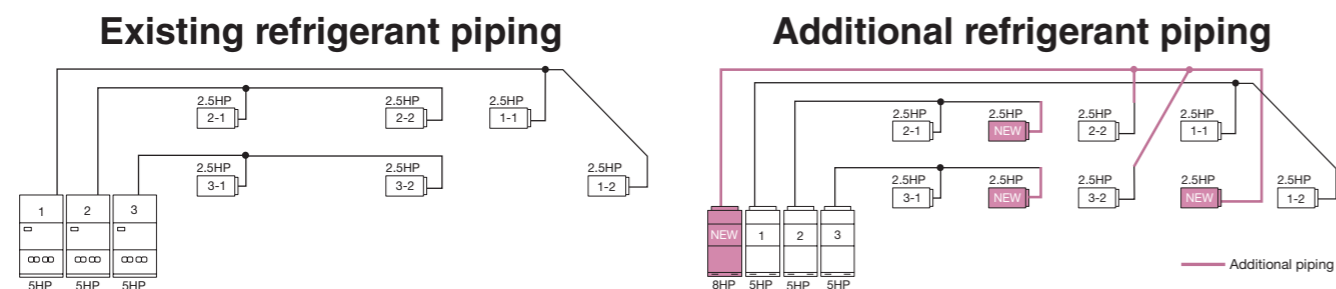 Existing refrigerant piping
2.5HP
2-1
2.5HP
2-2
2.5HP
1-1
2.5HP
3-1
2.5HP
3-2
2.5HP
1-2
1
2
3
5HP
5HP
5HP
Additional refrigerant piping
2.5HP
2-1
2.5HP
NEW
2.5HP
2-2
2.5HP
1-1
2.5HP
3-1
2.5HP
NEW
2.5HP
3-2
2.5HP
NEW
2.5HP
1-2
NEW
1
2
3
8HP
5HP
5HP
5HP
Additional piping